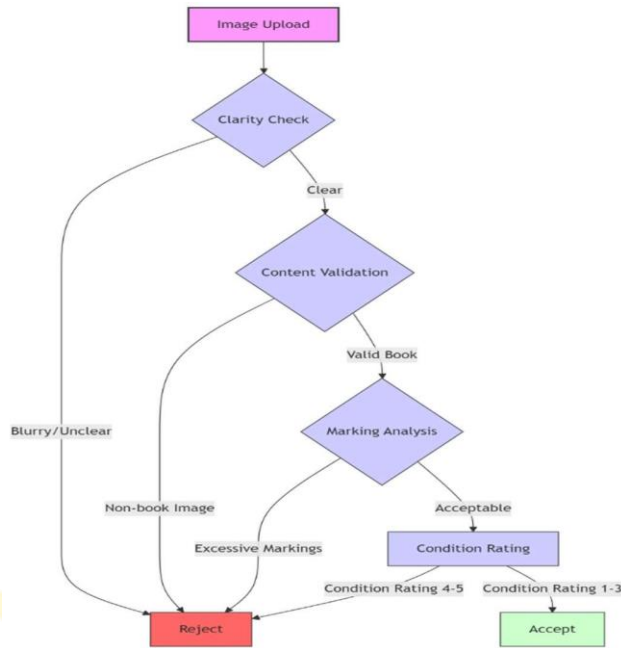 Image Upload
Clarity Check
Clear
Content Validation
Valid Book
Blurry/Unclear
Marking Analysis
Non-book Image
Acceptable
Excessive Markings
Condition Rating
Condition Rating 4-5
Condition Rating 1-3
Reject
Accept